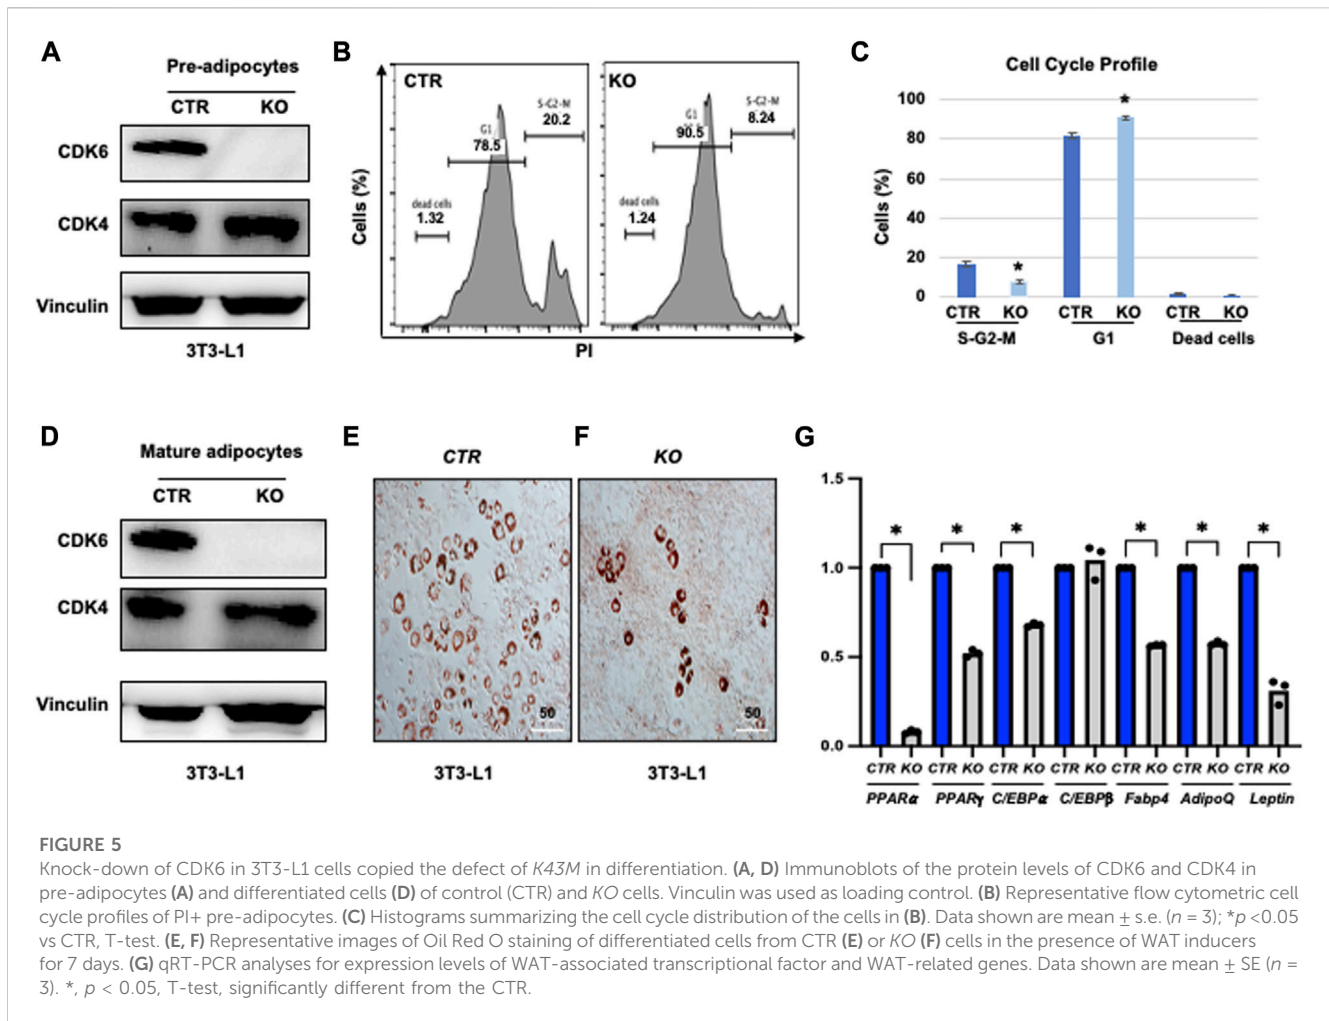 A
Pre-adipocytes
CTR KO
CDK6
CDK4
Vinculin
3T3-L1
B
CTR
G1
78.5
S-G2-M
20.2
dead cells
1.32
KO
G1
90.5
S-G2-M
8.24
dead cells
1.24
Cells (%)
PI
C
Cell Cycle Profile
100
80
60
40
20
0
Cells (%)
*
*
CTR KO CTR KO CTR KO
S-G2-M G1 Dead cells
D
Mature adipocytes
CTR KO
CDK6
CDK4
Vinculin
3T3-L1
E
CTR
50
3T3-L1
F
KO
50
3T3-L1
G
1.5
1.0
0.5
0.0
* * * * * *
CTR KO CTR KO CTR KO CTR KO CTR KO CTR KO CTR KO
PPARα PPARγ C/EBPα C/EBPβ Fabp4 AdipoQ Leptin
FIGURE 5
Knock-down of CDK6 in 3T3-L1 cells copied the defect of K43M in differentiation. (A, D) Immunoblots of the protein levels of CDK6 and CDK4 in
pre-adipocytes (A) and differentiated cells (D) of control (CTR) and KO cells. Vinculin was used as loading control. (B) Representative flow cytometric cell
cycle profiles of PI+ pre-adipocytes. (C) Histograms summarizing the cell cycle distribution of the cells in (B). Data shown are mean ± s.e. (n = 3); *p <0.05
vs CTR, T-test. (E, F) Representative images of Oil Red O staining of differentiated cells from CTR (E) or KO (F) cells in the presence of WAT inducers
for 7 days. (G) qRT-PCR analyses for expression levels of WAT-associated transcriptional factor and WAT-related genes. Data shown are mean ± SE (n =
3). *, p < 0.05, T-test, significantly different from the CTR.